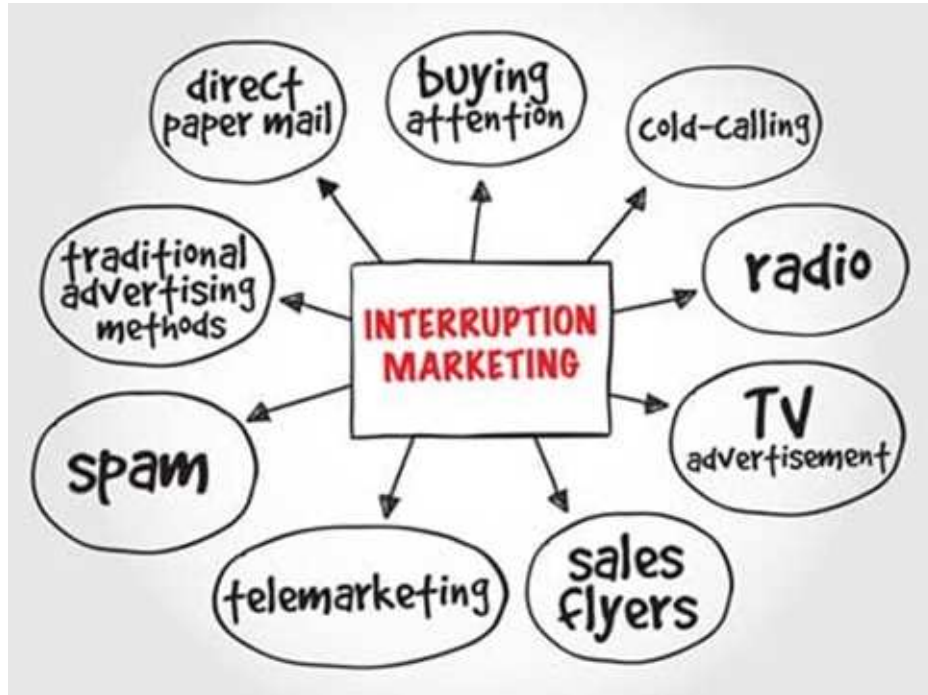 direct
paper mail
buying
attention
cold-calling
traditional
advertising
methods
INTERRUPTION
MARKETING
radio
spam
TV
advertisement
telemarketing
sales
flyers